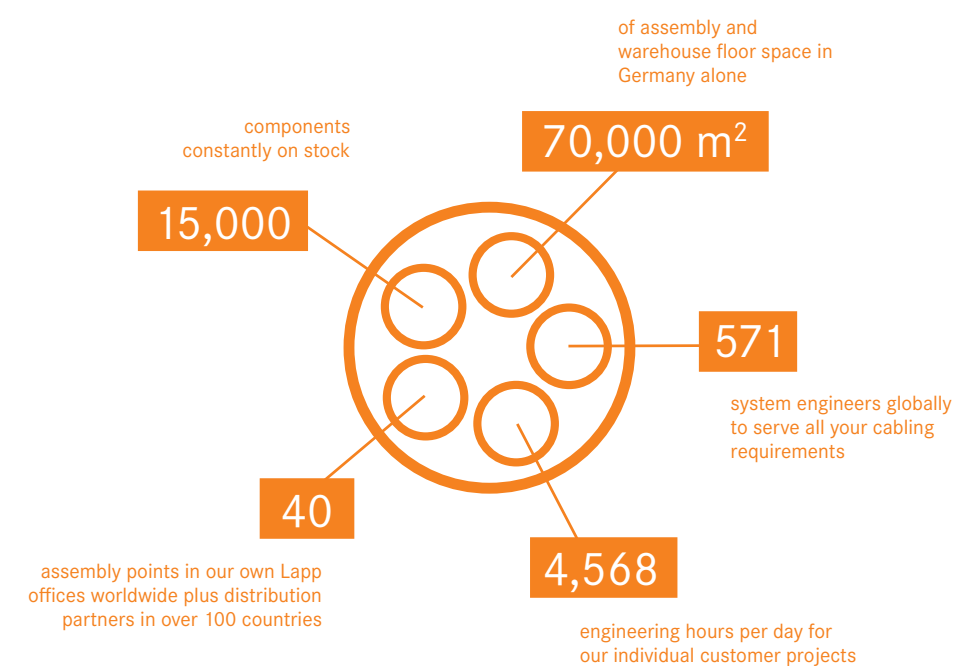 of assembly and
warehouse floor space in
Germany alone
70,000 m²
components
constantly on stock
15,000
571
system engineers globally
to serve all your cabling
requirements
40
assembly points in our own Lapp
offices worldwide plus distribution
partners in over 100 countries
4,568
engineering hours per day for
our individual customer projects